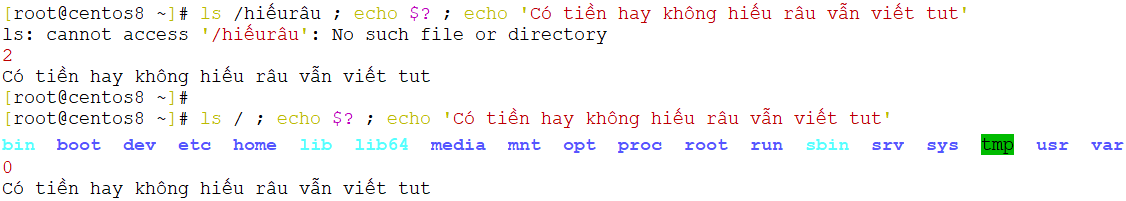 [root@centos8 ~]# ls /hiếurâu ; echo $? ; echo 'Có tiền hay không hiếu râu vẫn viết tut'
ls: cannot access '/hiếurâu': No such file or directory
2
Có tiền hay không hiếu râu vẫn viết tut
[root@centos8 ~]#
[root@centos8 ~]# ls / ; echo $? ; echo 'Có tiền hay không hiếu râu vẫn viết tut'
bin boot dev etc home lib lib64 media mnt opt proc root run sbin srv sys tmp usr var
0
Có tiền hay không hiếu râu vẫn viết tut